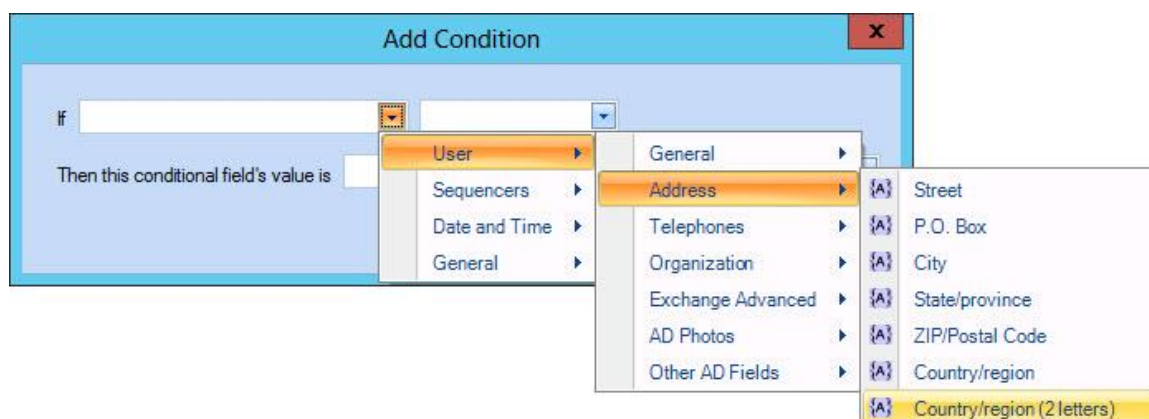 Add Condition
x
If
Then this conditional field's value is
User
Sequencers
Date and Time
General
General
Address
Telephones
Organization
Exchange Advanced
AD Photos
Other AD Fields
{A} Street
{A} P.O. Box
{A} City
{A} State/province
{A} ZIP/Postal Code
{A} Country/region
{A} Country/region (2 letters)